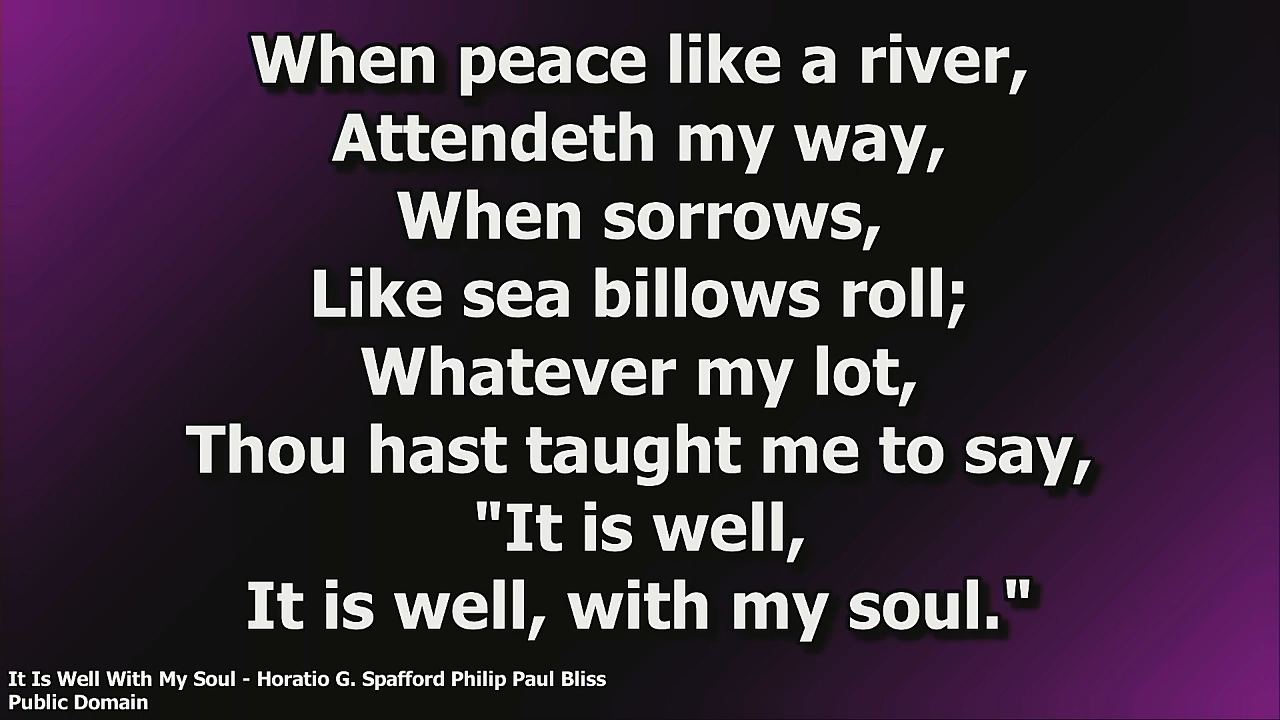 When peace like a river,
Attendeth my way,
When sorrows,
Like sea billows roll;
Whatever my lot,
Thou hast taught me to say,
"It is well,
It is well, with my soul."
It Is Well With My Soul - Horatio G. Spafford Philip Paul Bliss
Public Domain